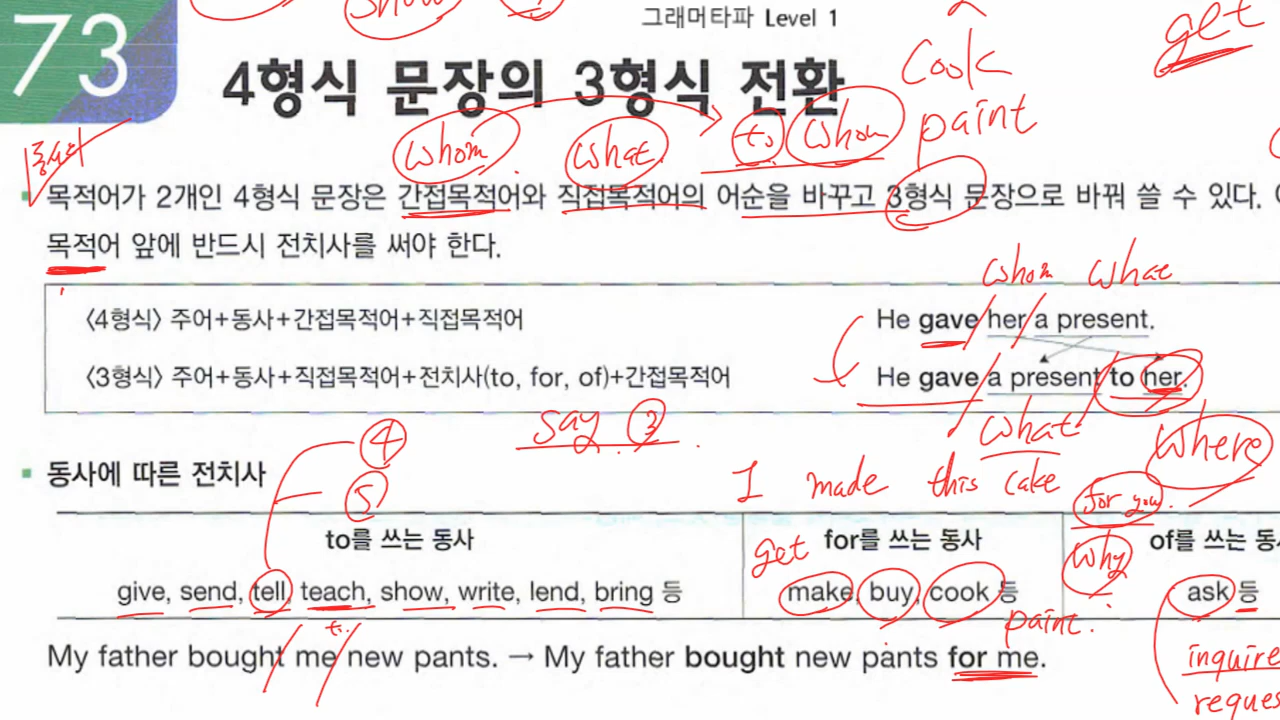 show
73
그래머타파 Level 1
get
4형식 문장의 3형식 전환
cook
paint
whom what to whom
동사의
목적어가 2개인 4형식 문장은 간접목적어와 직접목적어의 어순을 바꾸고 3형식 문장으로 바꿔 쓸 수 있다.
목적어 앞에 반드시 전치사를 써야 한다.
whom what
〈4형식〉 주어+동사+간접목적어+직접목적어 He gave her a present.
〈3형식〉 주어+동사+직접목적어+전치사(to, for, of)+간접목적어 He gave a present to her.
say ③
what where
④
동사에 따른 전치사
⑤
I made this cake for you.
to를 쓰는 동사 get for를 쓰는 동사 why of를 쓰는
give, send, tell, teach, show, write, lend, bring 등 make, buy, cook 등 ask 등
to. paint.
My father bought me new pants. → My father bought new pants for me.
inquire